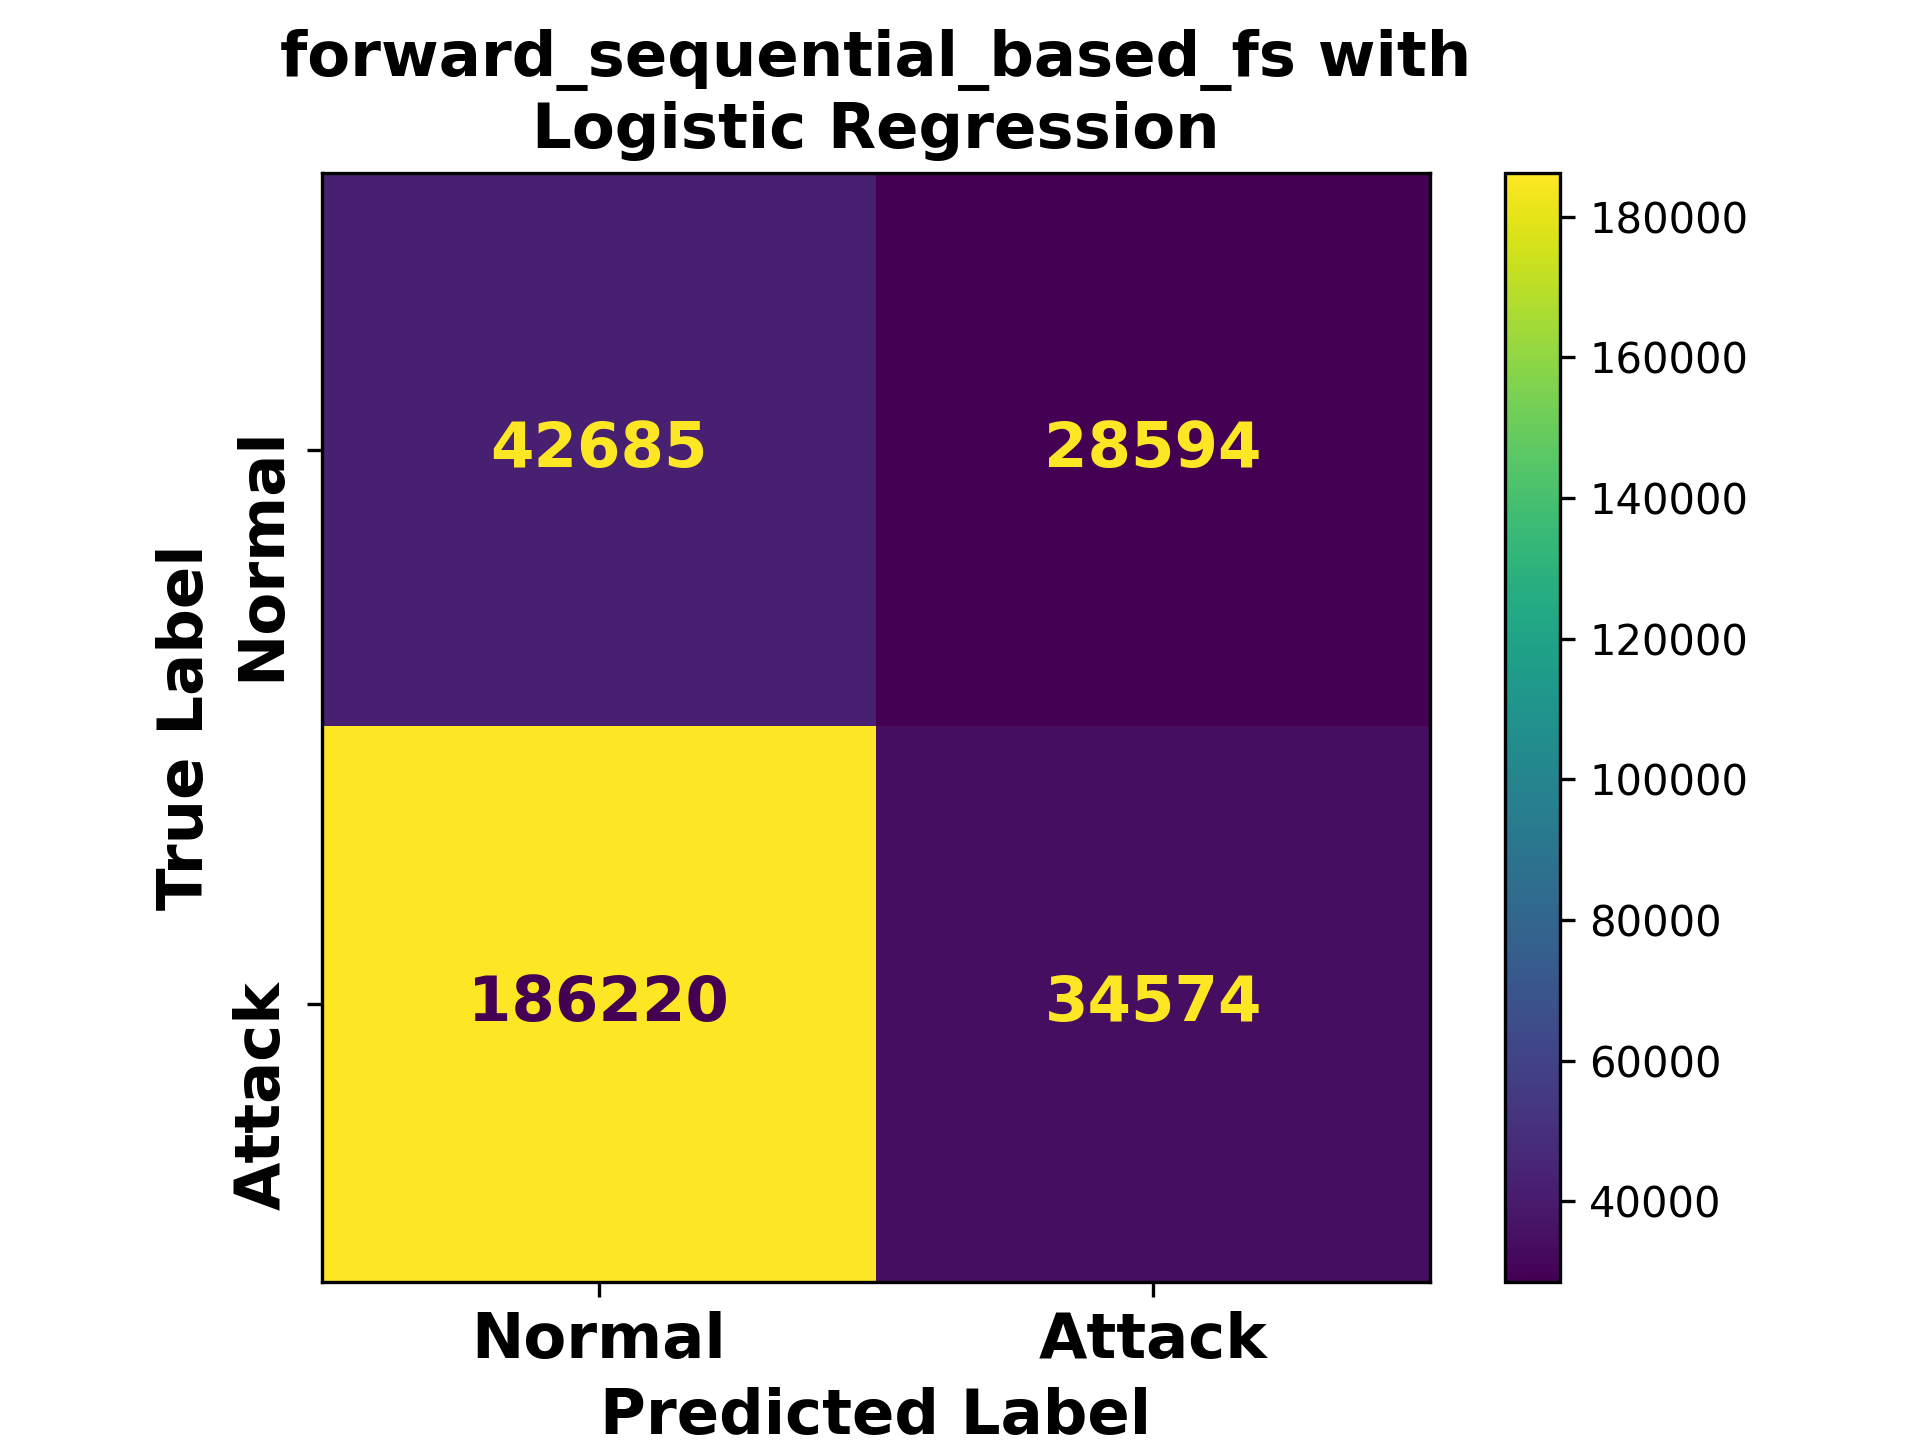 forward_sequential_based_fs with
Logistic Regression
True Label
Normal
Attack
42685
28594
186220
34574
Normal
Attack
Predicted Label
180000
160000
140000
120000
100000
80000
60000
40000